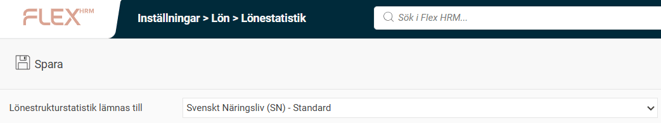 FLEX HRM
Inställningar > Lön > Lönestatistik
Sök i Flex HRM...
Spara
Lönestrukturstatistik lämnas till
Svenskt Näringsliv (SN) - Standard